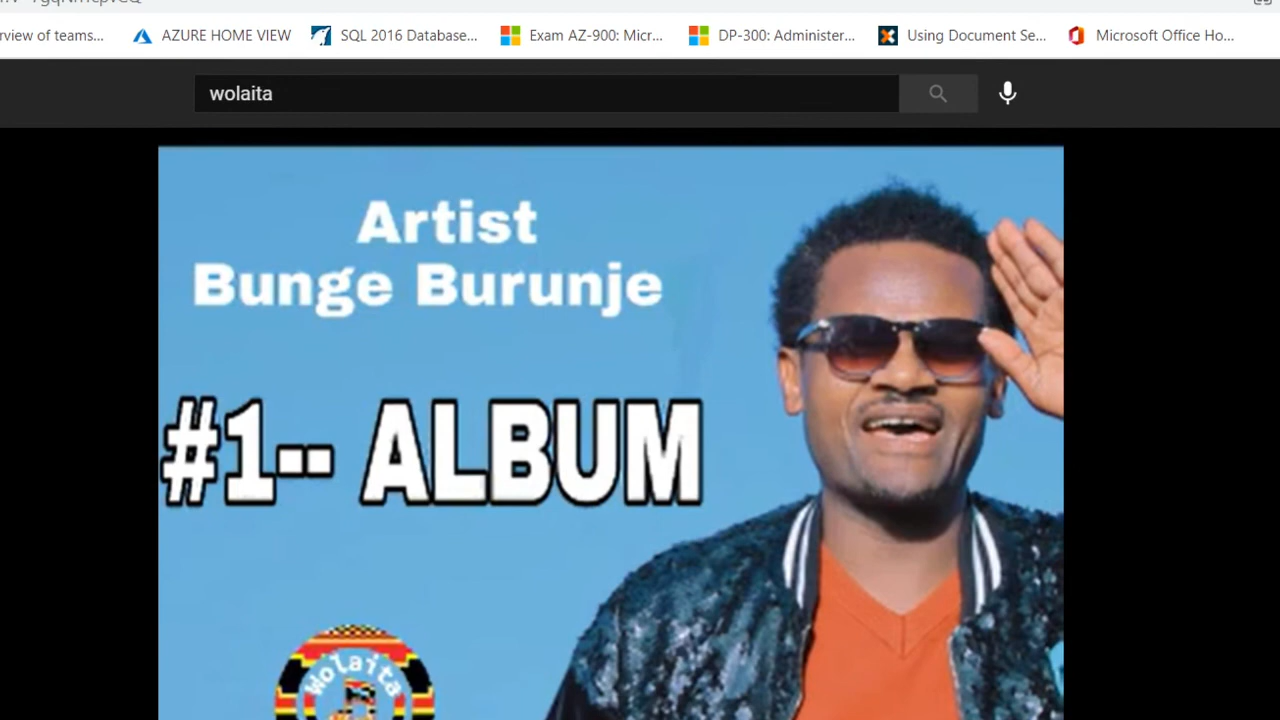 rview of teams...
AZURE HOME VIEW
SQL 2016 Database...
Exam AZ-900: Micr...
DP-300: Administer...
Using Document Se...
Microsoft Office Ho...
wolaita
Artist
Bunge Burunje
#1-- ALBUM
Wolaita